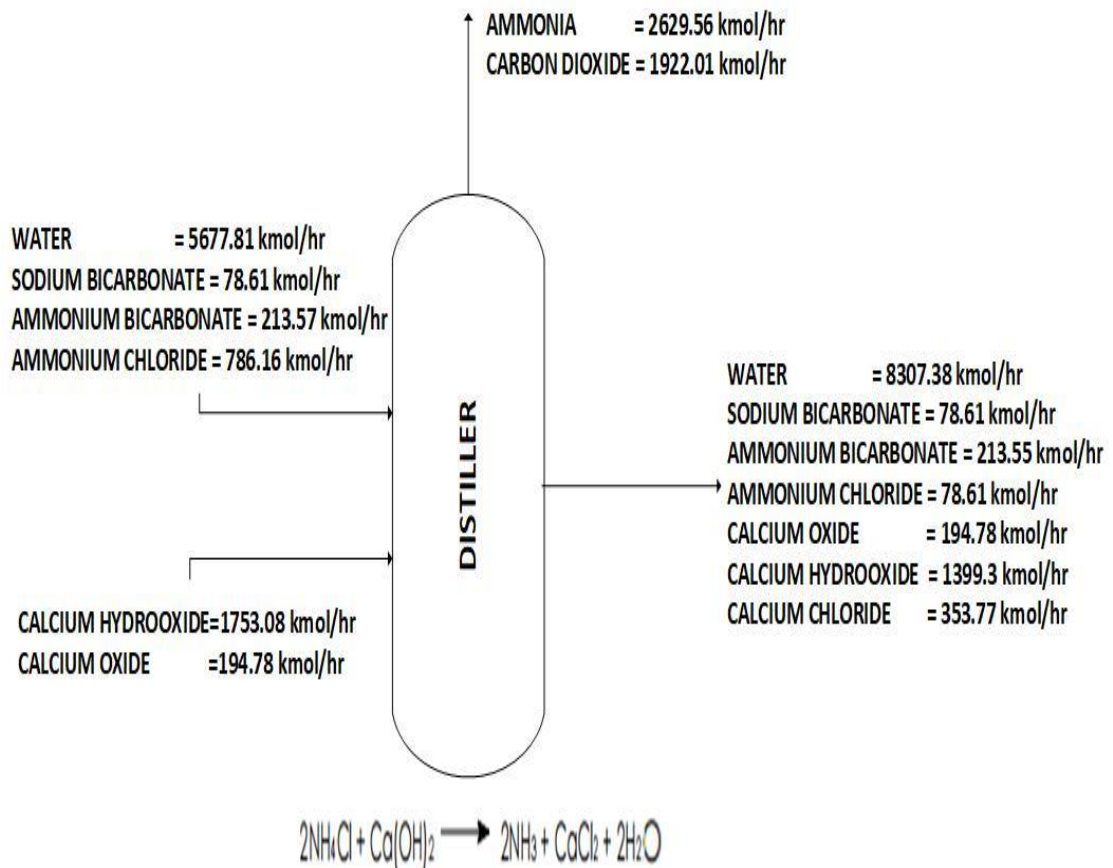 AMMONIA = 2629.56 kmol/hr
CARBON DIOXIDE = 1922.01 kmol/hr
WATER = 5677.81 kmol/hr
SODIUM BICARBONATE = 78.61 kmol/hr
AMMONIUM BICARBONATE = 213.57 kmol/hr
AMMONIUM CHLORIDE = 786.16 kmol/hr
DISTILLER
WATER = 8307.38 kmol/hr
SODIUM BICARBONATE = 78.61 kmol/hr
AMMONIUM BICARBONATE = 213.55 kmol/hr
AMMONIUM CHLORIDE = 78.61 kmol/hr
CALCIUM OXIDE = 194.78 kmol/hr
CALCIUM HYDROOXIDE = 1399.3 kmol/hr
CALCIUM CHLORIDE = 353.77 kmol/hr
CALCIUM HYDROOXIDE=1753.08 kmol/hr
CALCIUM OXIDE =194.78 kmol/hr
2NH₄Cl + Ca(OH)₂ → 2NH₃ + CaCl₂ + 2H₂O